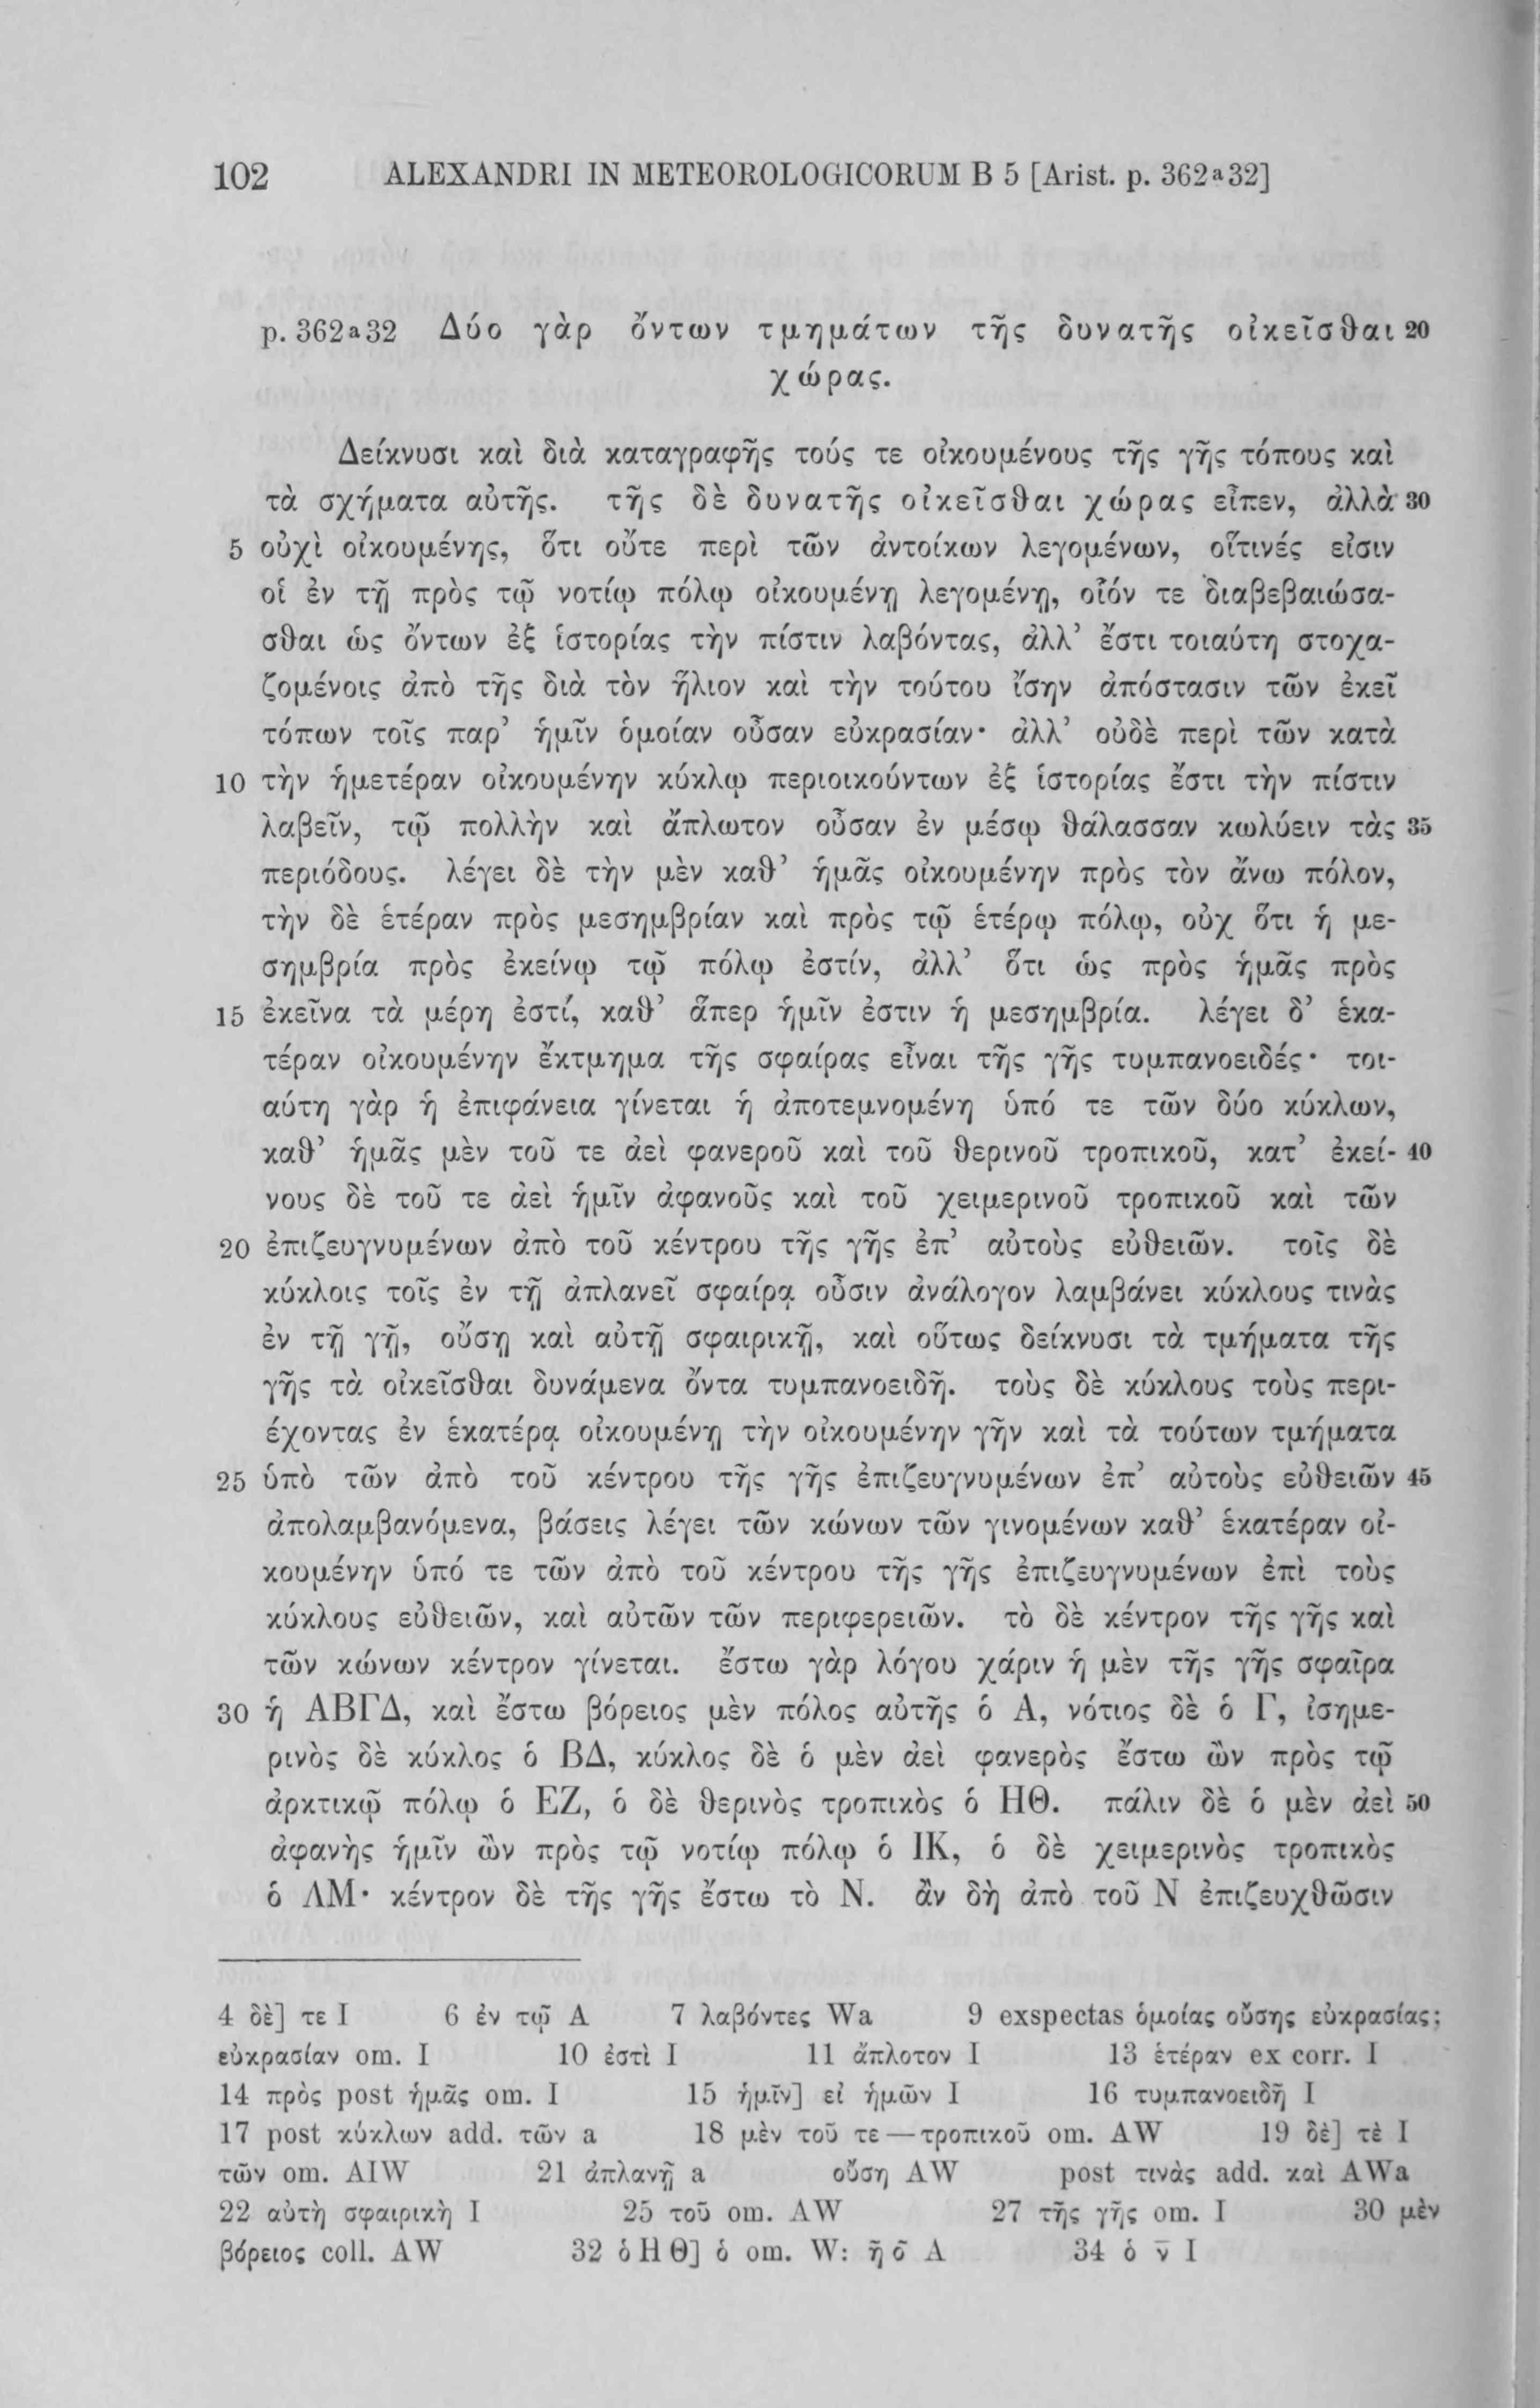 102 ALEXANDRI IN METEOROLOGICORUM B 5 [Arist. p. 362ᵃ32]
p. 362ᵃ32 Δύο γὰρ ὄντων τμημάτων τῆς δυνατῆς οἰκεῖσθαι 20
χώρας.
Δείκνυσι καὶ διὰ καταγραφῆς τούς τε οἰκουμένους τῆς γῆς τόπους καὶ
τὰ σχήματα αὐτῆς. τῆς δὲ δυνατῆς οἰκεῖσθαι χώρας εἶπεν, ἀλλὰ 30
5 οὐχὶ οἰκουμένης, ὅτι οὔτε περὶ τῶν ἀντοίκων λεγομένων, οἵτινές εἰσιν
οἱ ἐν τῇ πρὸς τῷ νοτίῳ πόλῳ οἰκουμένῃ λεγομένῃ, οἷόν τε διαβεβαιώσα-
σθαι ὡς ὄντων ἐξ ἱστορίας τὴν πίστιν λαβόντας, ἀλλ’ ἔστι τοιαύτη στοχα-
ζομένοις ἀπὸ τῆς διὰ τὸν ἥλιον καὶ τὴν τούτου ἴσην ἀπόστασιν τῶν ἐκεῖ
τόπων τοῖς παρ’ ἡμῖν ὁμοίαν οὖσαν εὐκρασίαν· ἀλλ’ οὐδὲ περὶ τῶν κατὰ
10 τὴν ἡμετέραν οἰκουμένην κύκλῳ περιοικούντων ἐξ ἱστορίας ἔστι τὴν πίστιν
λαβεῖν, τῷ πολλὴν καὶ ἄπλωτον οὖσαν ἐν μέσῳ θάλασσαν κωλύειν τὰς 35
περιόδους. λέγει δὲ τὴν μὲν καθ’ ἡμᾶς οἰκουμένην πρὸς τὸν ἄνω πόλον,
τὴν δὲ ἑτέραν πρὸς μεσημβρίαν καὶ πρὸς τῷ ἑτέρῳ πόλῳ, οὐχ ὅτι ἡ με-
σημβρία πρὸς ἐκείνῳ τῷ πόλῳ ἐστίν, ἀλλ’ ὅτι ὡς πρὸς ἡμᾶς πρὸς
15 ἐκεῖνα τὰ μέρη ἐστί, καθ’ ἅπερ ἡμῖν ἐστιν ἡ μεσημβρία. λέγει δ’ ἑκα-
τέραν οἰκουμένην ἔκτμημα τῆς σφαίρας εἶναι τῆς γῆς τυμπανοειδές· τοι-
αύτη γὰρ ἡ ἐπιφάνεια γίνεται ἡ ἀποτεμνομένη ὑπό τε τῶν δύο κύκλων,
καθ’ ἡμᾶς μὲν τοῦ τε ἀεὶ φανεροῦ καὶ τοῦ θερινοῦ τροπικοῦ, κατ’ ἐκεί- 40
νους δὲ τοῦ τε ἀεὶ ἡμῖν ἀφανοῦς καὶ τοῦ χειμερινοῦ τροπικοῦ καὶ τῶν
20 ἐπιζευγνυμένων ἀπὸ τοῦ κέντρου τῆς γῆς ἐπ’ αὐτοὺς εὐθειῶν. τοῖς δὲ
κύκλοις τοῖς ἐν τῇ ἀπλανεῖ σφαίρᾳ οὖσιν ἀνάλογον λαμβάνει κύκλους τινὰς
ἐν τῇ γῇ, οὔσῃ καὶ αὐτῇ σφαιρικῇ, καὶ οὕτως δείκνυσι τὰ τμήματα τῆς
γῆς τὰ οἰκεῖσθαι δυνάμενα ὄντα τυμπανοειδῆ. τοὺς δὲ κύκλους τοὺς περι-
έχοντας ἐν ἑκατέρᾳ οἰκουμένῃ τὴν οἰκουμένην γῆν καὶ τὰ τούτων τμήματα
25 ὑπὸ τῶν ἀπὸ τοῦ κέντρου τῆς γῆς ἐπιζευγνυμένων ἐπ’ αὐτοὺς εὐθειῶν 45
ἀπολαμβανόμενα, βάσεις λέγει τῶν κώνων τῶν γινομένων καθ’ ἑκατέραν οἰ-
κουμένην ὑπό τε τῶν ἀπὸ τοῦ κέντρου τῆς γῆς ἐπιζευγνυμένων ἐπὶ τοὺς
κύκλους εὐθειῶν, καὶ αὐτῶν τῶν περιφερειῶν. τὸ δὲ κέντρον τῆς γῆς καὶ
τῶν κώνων κέντρον γίνεται. ἔστω γὰρ λόγου χάριν ἡ μὲν τῆς γῆς σφαῖρα
30 ἡ ΑΒΓΔ, καὶ ἔστω βόρειος μὲν πόλος αὐτῆς ὁ Α, νότιος δὲ ὁ Γ, ἰσημε-
ρινὸς δὲ κύκλος ὁ ΒΔ, κύκλος δὲ ὁ μὲν ἀεὶ φανερὸς ἔστω ὢν πρὸς τῷ
ἀρκτικῷ πόλῳ ὁ ΕΖ, ὁ δὲ θερινὸς τροπικὸς ὁ ΗΘ. πάλιν δὲ ὁ μὲν ἀεὶ 50
ἀφανὴς ἡμῖν ὢν πρὸς τῷ νοτίῳ πόλῳ ὁ ΙΚ, ὁ δὲ χειμερινὸς τροπικὸς
ὁ ΛΜ· κέντρον δὲ τῆς γῆς ἔστω τὸ Ν. ἂν δὴ ἀπὸ τοῦ Ν ἐπιζευχθῶσιν
4 δὲ] τε I 6 ἐν τῷ A 7 λαβόντες Wa 9 exspectas ὁμοίας οὔσης εὐκρασίας;
εὐκρασίαν om. I 10 ἐστὶ I 11 ἄπλοτον I 13 ἑτέραν ex corr. I
14 πρὸς post ἡμᾶς om. I 15 ἡμῖν] εἰ ἡμῶν I 16 τυμπανοειδῆ I
17 post κύκλων add. τῶν a 18 μὲν τοῦ τε — τροπικοῦ om. AW 19 δὲ] τὲ I
τῶν om. AIW 21 ἀπλανῇ a οὔσῃ AW post τινὰς add. καὶ AWa
22 αὐτὴ σφαιρικὴ I 25 τοῦ om. AW 27 τῆς γῆς om. I 30 μὲν
βόρειος coll. AW 32 ὁ Η Θ] ὁ om. W: ῆ ō A 34 ὁ ν̄ I